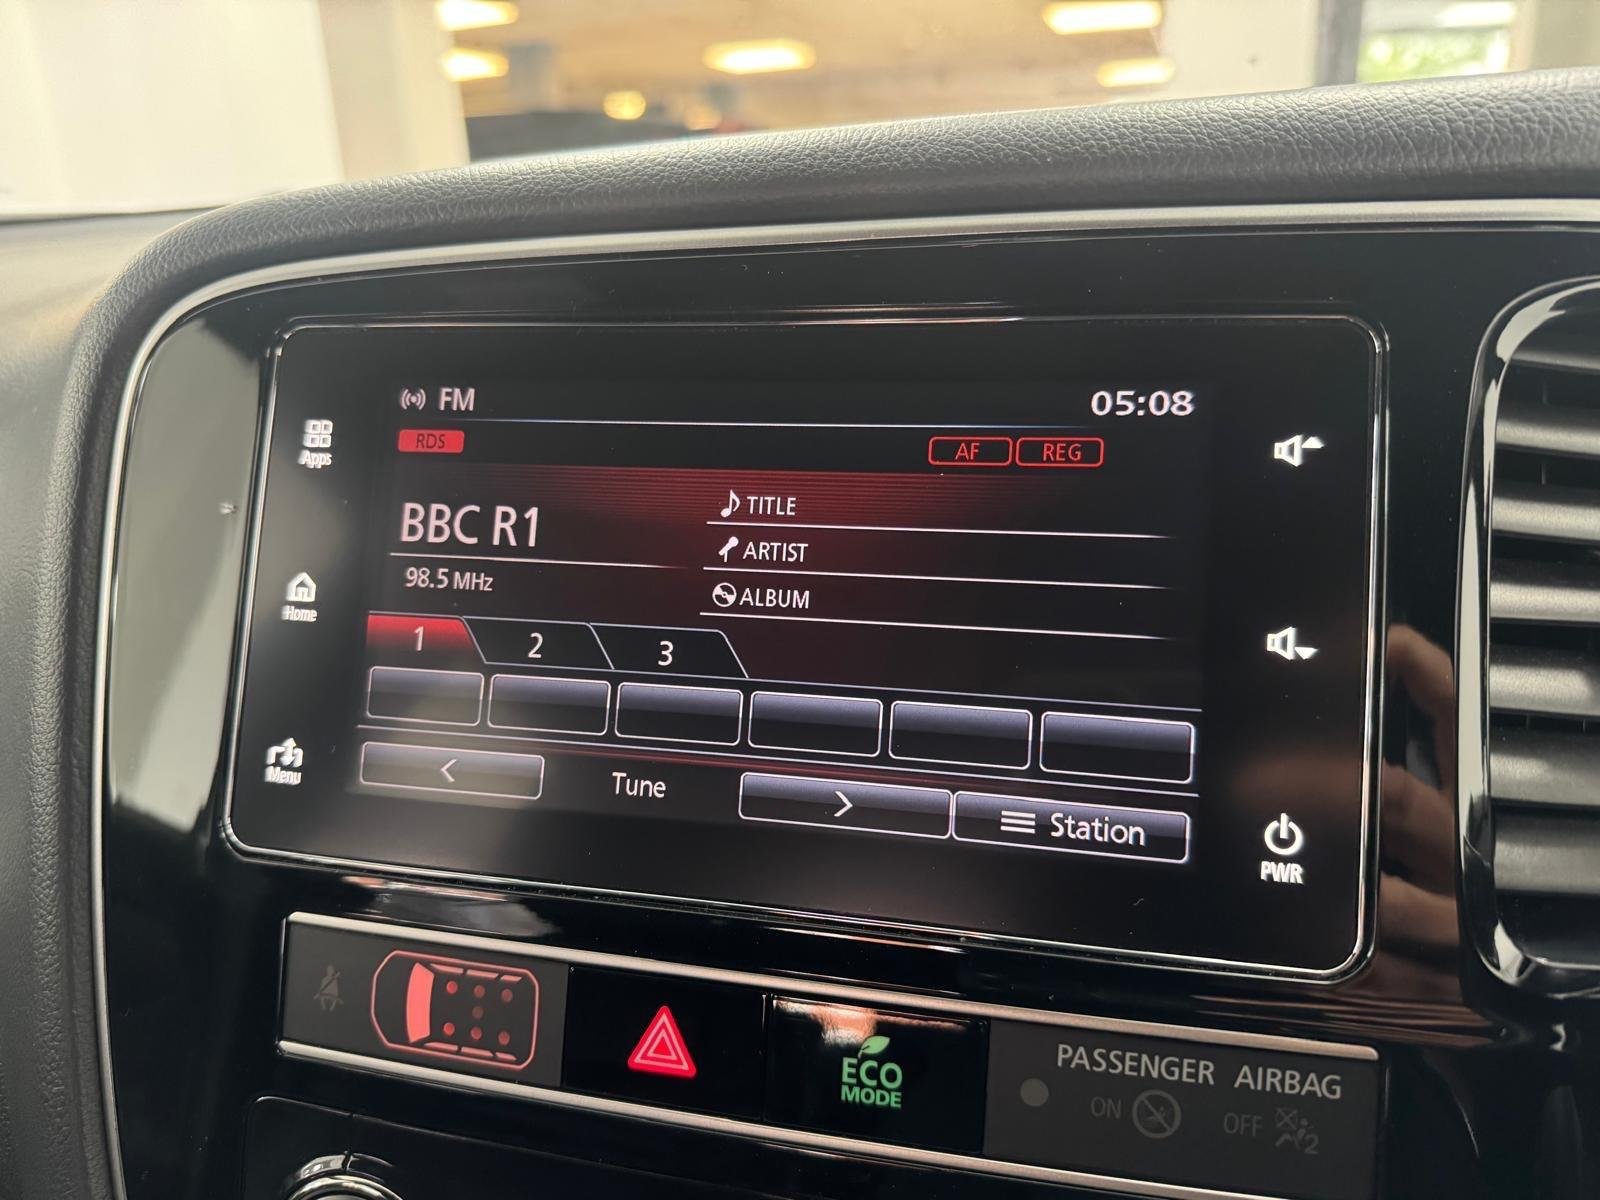 FM
05:08
Apps
RDS
AF REG
BBC R1
TITLE
ARTIST
98.5 MHz
Home
ALBUM
1 2 3
Menu
< Tune > Station
PWR
ECO
MODE
PASSENGER AIRBAG
ON OFF 2